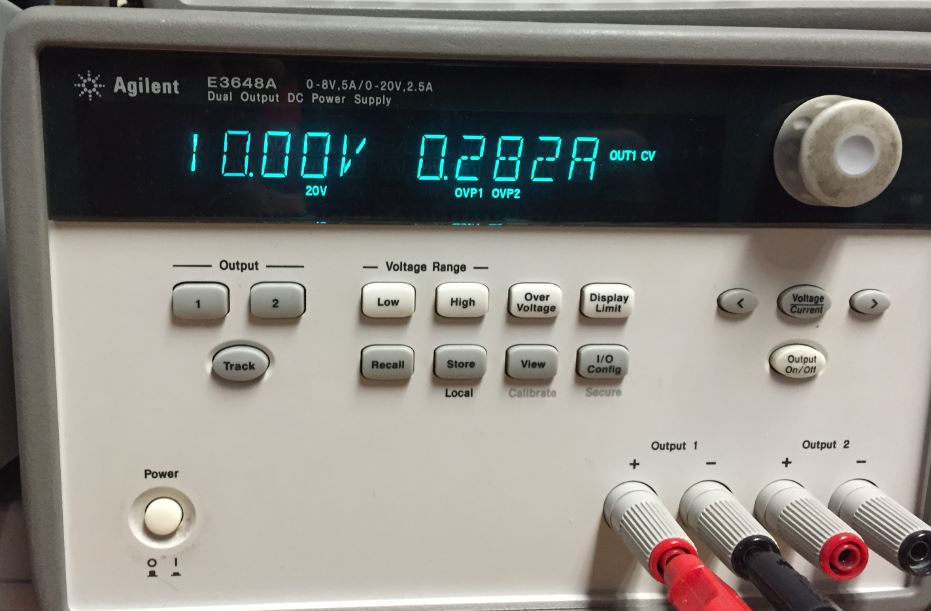 Agilent E3648A 0-8V,5A/0-20V,2.5A
Dual Output DC Power Supply
10.00V 0.282A OUT1 CV
20V OVP1 OVP2
Output
1 2
Voltage Range
Low High Over Voltage Display Limit
< Voltage Current >
Track
Recall Store View I/O Config
Output On/Off
Local Calibrate Secure
Output 1 Output 2
+ − + −
Power
O I